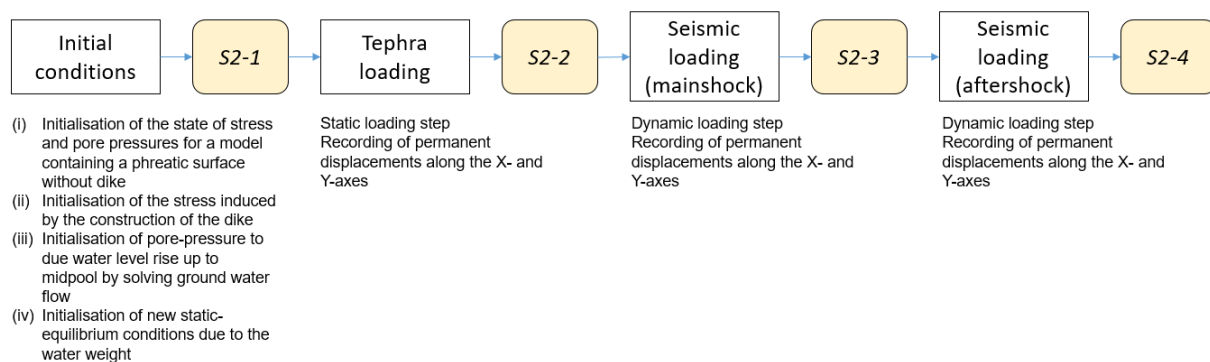 Initial
conditions
S2-1
Tephra
loading
S2-2
Seismic
loading
(mainshock)
S2-3
Seismic
loading
(aftershock)
S2-4
(i) Initialisation of the state of stress
and pore pressures for a model
containing a phreatic surface
without dike
(ii) Initialisation of the stress induced
by the construction of the dike
(iii) Initialisation of pore-pressure to
due water level rise up to
midpool by solving ground water
flow
(iv) Initialisation of new static-
equilibrium conditions due to the
water weight
Static loading step
Recording of permanent
displacements along the X- and
Y-axes
Dynamic loading step
Recording of permanent
displacements along the X- and
Y-axes
Dynamic loading step
Recording of permanent
displacements along the X- and
Y-axes